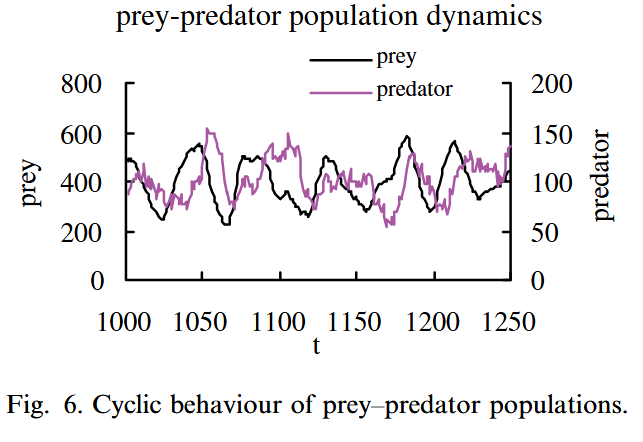 prey-predator population dynamics
prey
predator
800 200
600 150
400 100
200 50
0 0
prey
predator
1000 1050 1100 1150 1200 1250
t
Fig. 6. Cyclic behaviour of prey–predator populations.